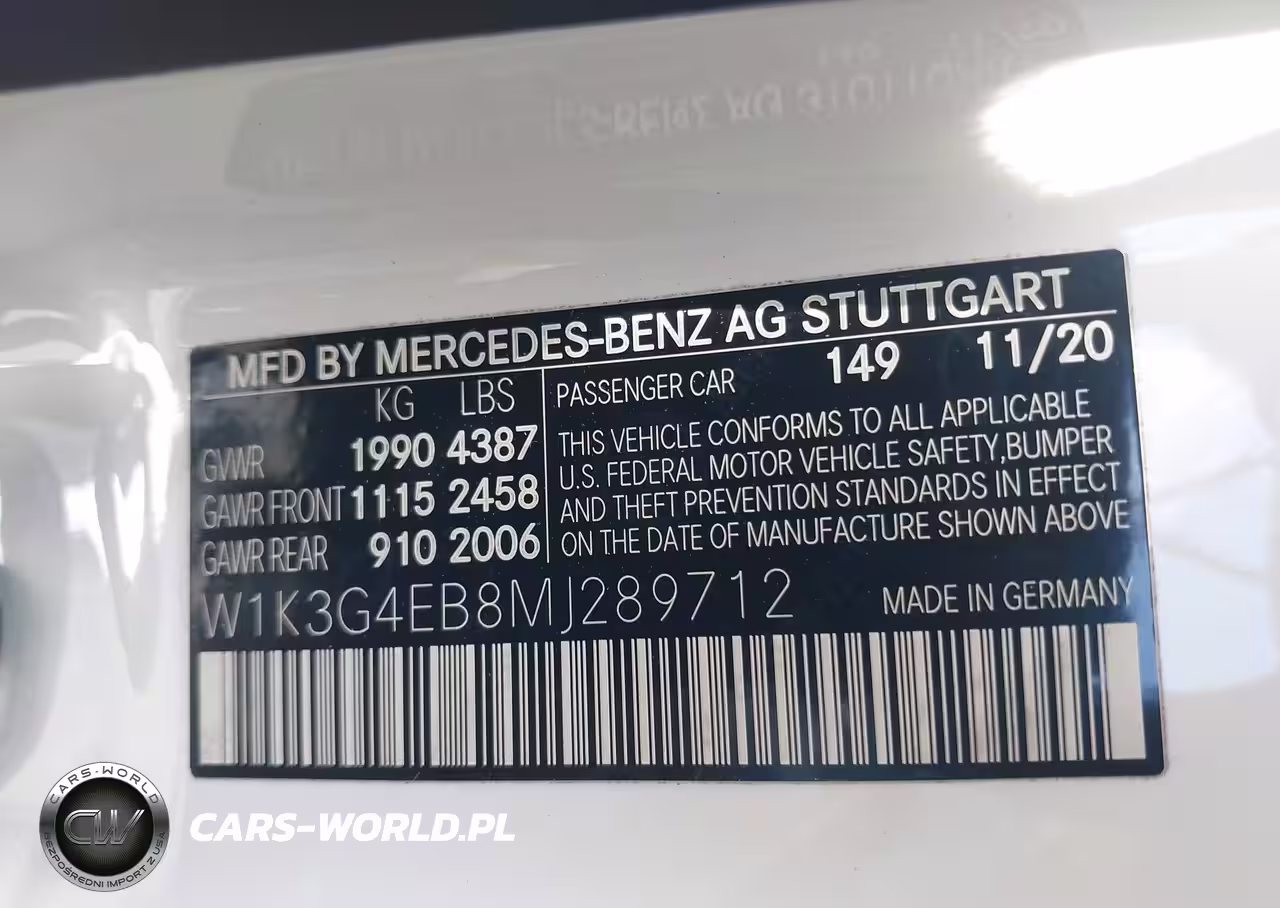 MFD BY MERCEDES-BENZ AG STUTTGART
KG LBS
GVWR 1990 4387
GAWR FRONT 1115 2458
GAWR REAR 910 2006
PASSENGER CAR 149 11/20
THIS VEHICLE CONFORMS TO ALL APPLICABLE
U.S. FEDERAL MOTOR VEHICLE SAFETY,BUMPER
AND THEFT PREVENTION STANDARDS IN EFFECT
ON THE DATE OF MANUFACTURE SHOWN ABOVE
W1K3G4EB8MJ289712 MADE IN GERMANY
CARS-WORLD
CW
BEZPOŚREDNI IMPORT Z USA
CARS-WORLD.PL